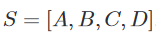 S = [A, B, C, D]